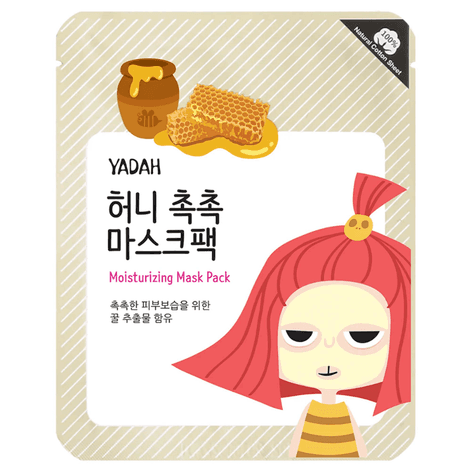 100%
Natural Cotton Sheet
YADAH
허니 촉촉
마스크팩
Moisturizing Mask Pack
촉촉한 피부보습을 위한
꿀 추출물 함유